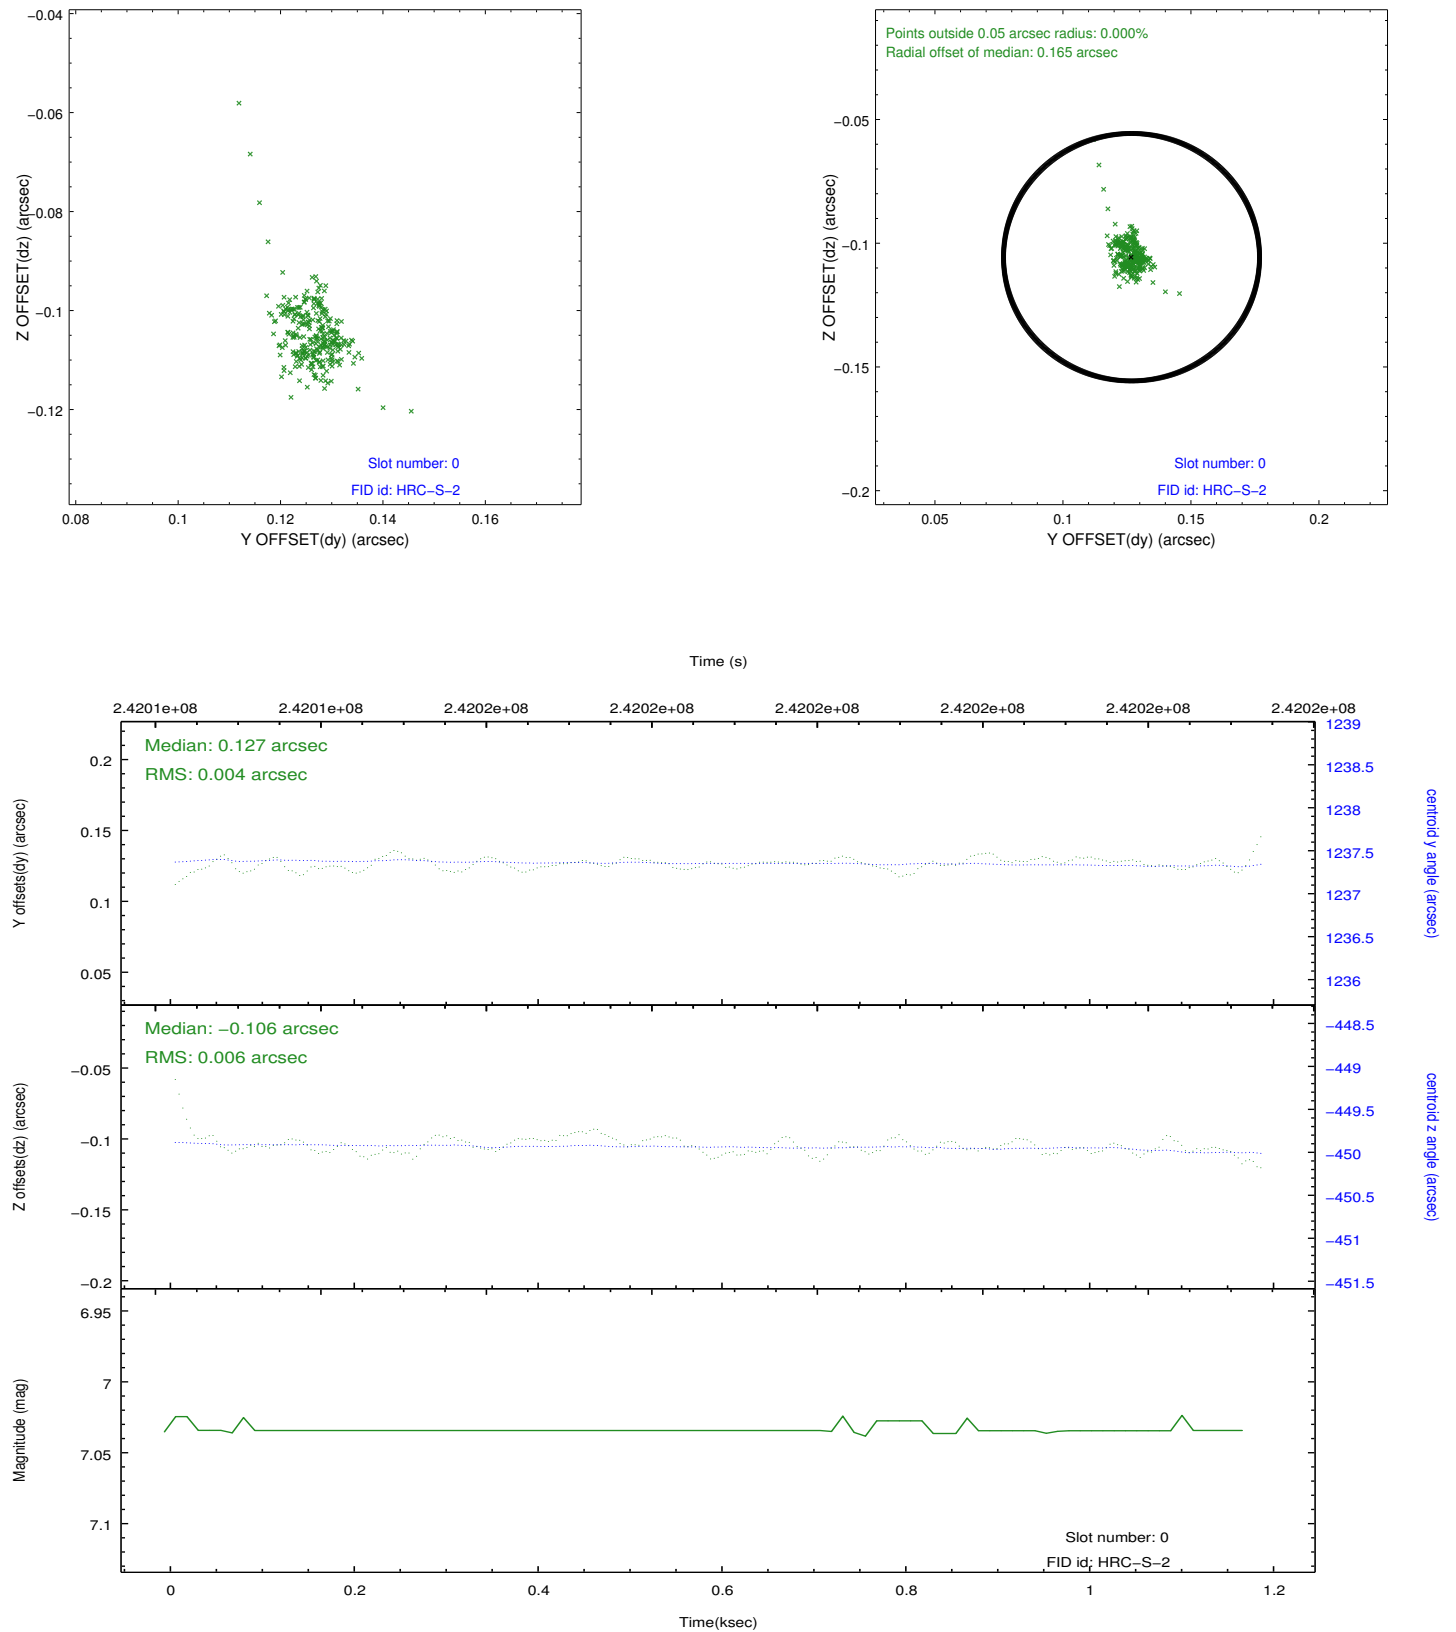 −0.04
−0.06
−0.08
−0.1
−0.12
Z OFFSET(dz) (arcsec)
Slot number: 0
FID id: HRC−S−2
0.08 0.1 0.12 0.14 0.16
Y OFFSET(dy) (arcsec)
Points outside 0.05 arcsec radius: 0.000%
Radial offset of median: 0.165 arcsec
−0.05
−0.1
−0.15
−0.2
Z OFFSET(dz) (arcsec)
Slot number: 0
FID id: HRC−S−2
0.05 0.1 0.15 0.2
Y OFFSET(dy) (arcsec)
Time (s)
2.4201e+08 2.4201e+08 2.4202e+08 2.4202e+08 2.4202e+08 2.4202e+08 2.4202e+08 2.4202e+08
Median: 0.127 arcsec
RMS: 0.004 arcsec
0.2
0.15
0.1
0.05
Y offsets(dy) (arcsec)
1239
1238.5
1238
1237.5
1237
1236.5
1236
centroid y angle (arcsec)
Median: −0.106 arcsec
RMS: 0.006 arcsec
−0.05
−0.1
−0.15
−0.2
Z offsets(dz) (arcsec)
−448.5
−449
−449.5
−450
−450.5
−451
−451.5
centroid z angle (arcsec)
6.95
7
7.05
7.1
Magnitude (mag)
Slot number: 0
FID id: HRC−S−2
0 0.2 0.4 0.6 0.8 1 1.2
Time(ksec)